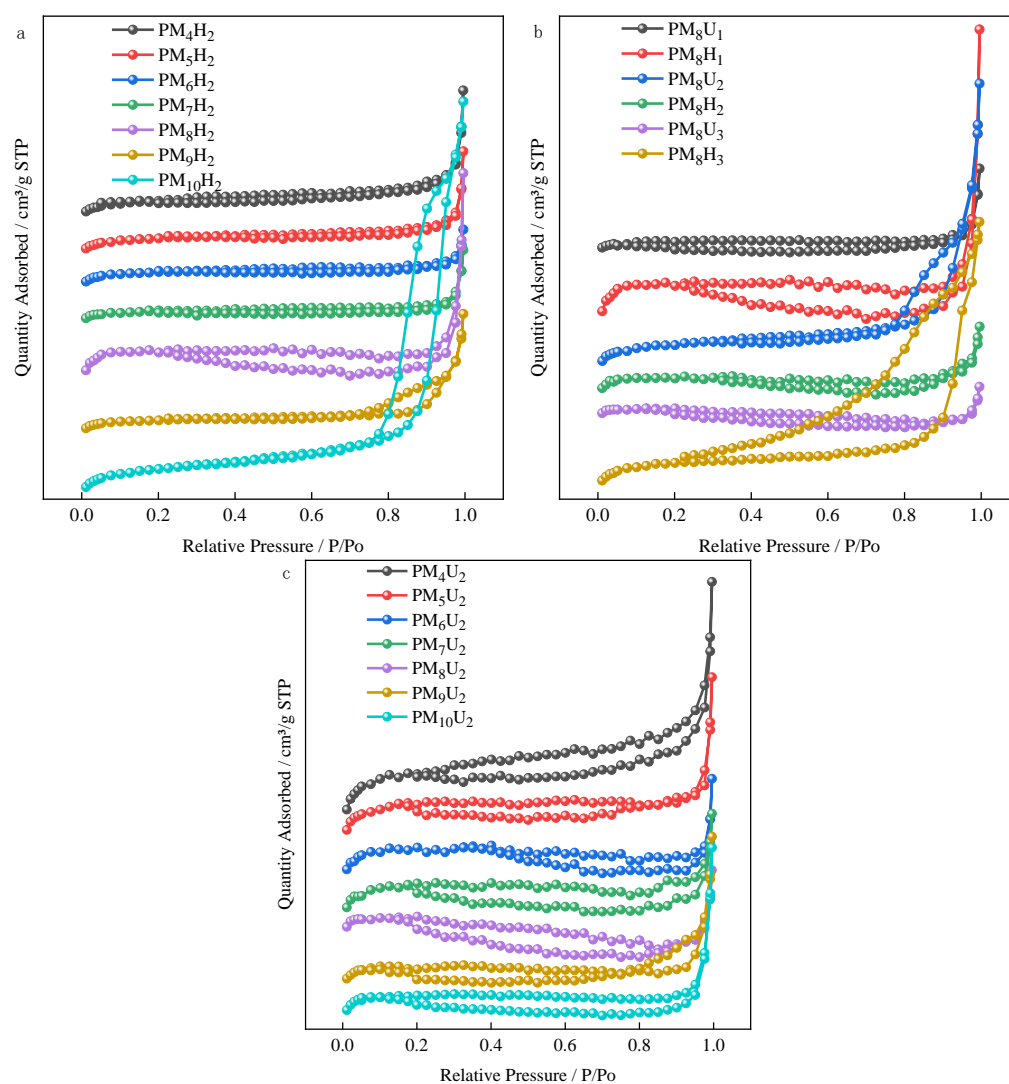 a
PM₄H₂
PM₅H₂
PM₆H₂
PM₇H₂
PM₈H₂
PM₉H₂
PM₁₀H₂
Quantity Adsorbed / cm³/g STP
0.0 0.2 0.4 0.6 0.8 1.0
Relative Pressure / P/Po
b
PM₈U₁
PM₈H₁
PM₈U₂
PM₈H₂
PM₈U₃
PM₈H₃
Quantity Adsorbed / cm³/g STP
0.0 0.2 0.4 0.6 0.8 1.0
Relative Pressure / P/Po
c
PM₄U₂
PM₅U₂
PM₆U₂
PM₇U₂
PM₈U₂
PM₉U₂
PM₁₀U₂
Quantity Adsorbed / cm³/g STP
0.0 0.2 0.4 0.6 0.8 1.0
Relative Pressure / P/Po